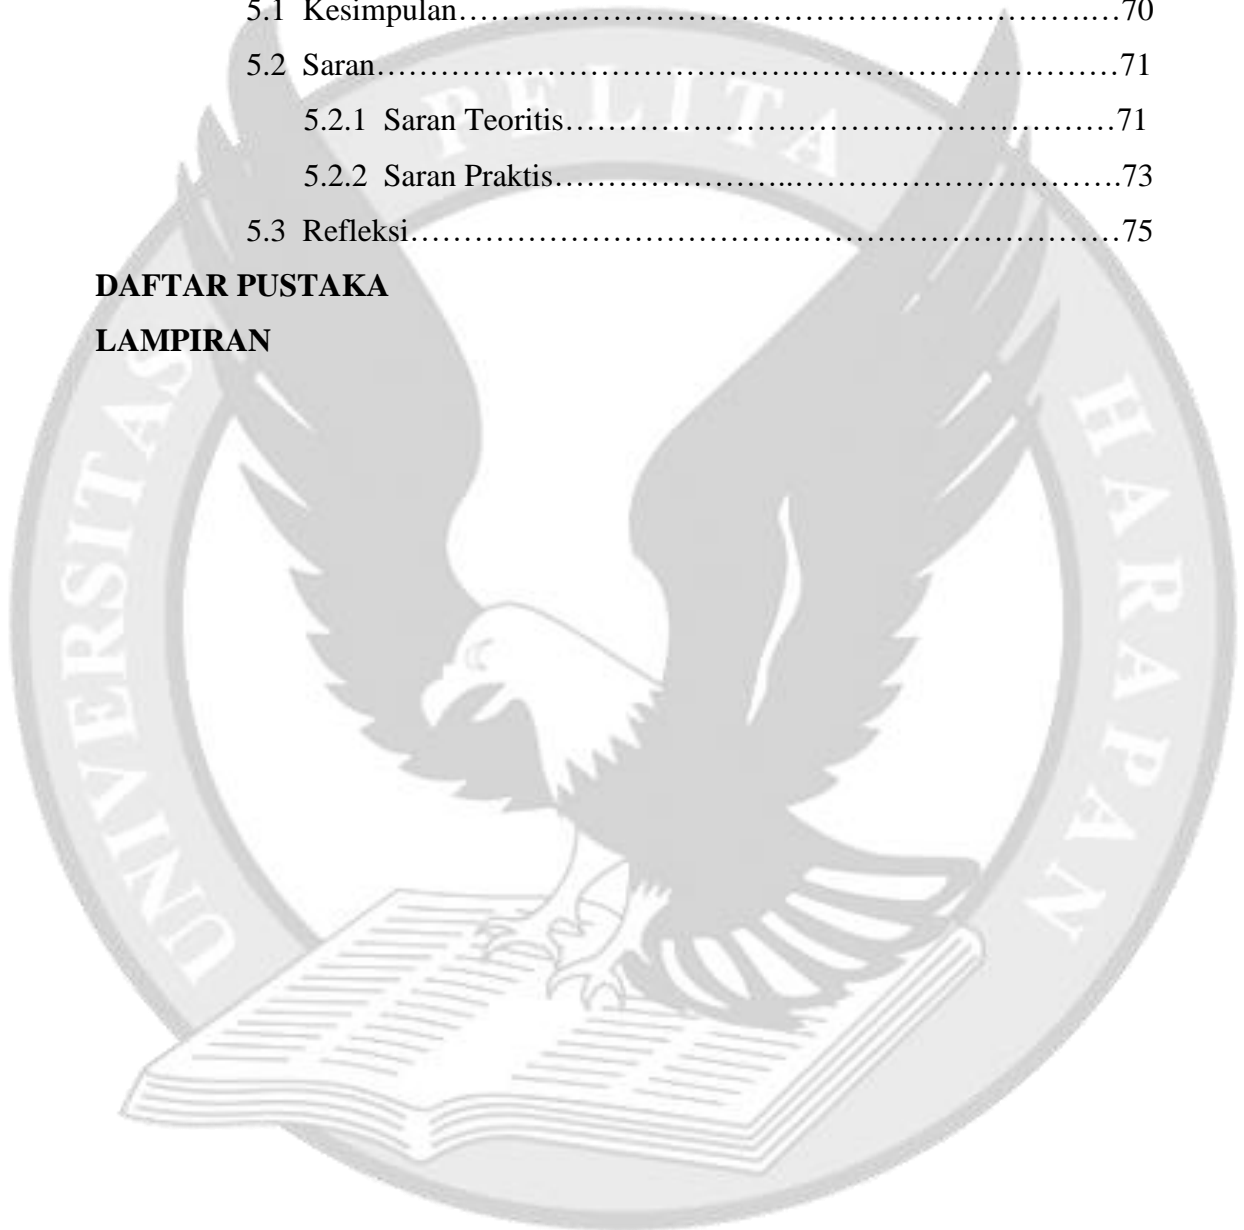 5.1 Kesimpulan………...……………………………………………….…70
5.2 Saran…………………………………….……………………………71
5.2.1 Saran Teoritis………………….……………………………71
5.2.2 Saran Praktis…………………...…………………………….73
5.3 Refleksi………………………………….……………………………75
DAFTAR PUSTAKA
LAMPIRAN
UNIVERSITAS PELITA HARAPAN